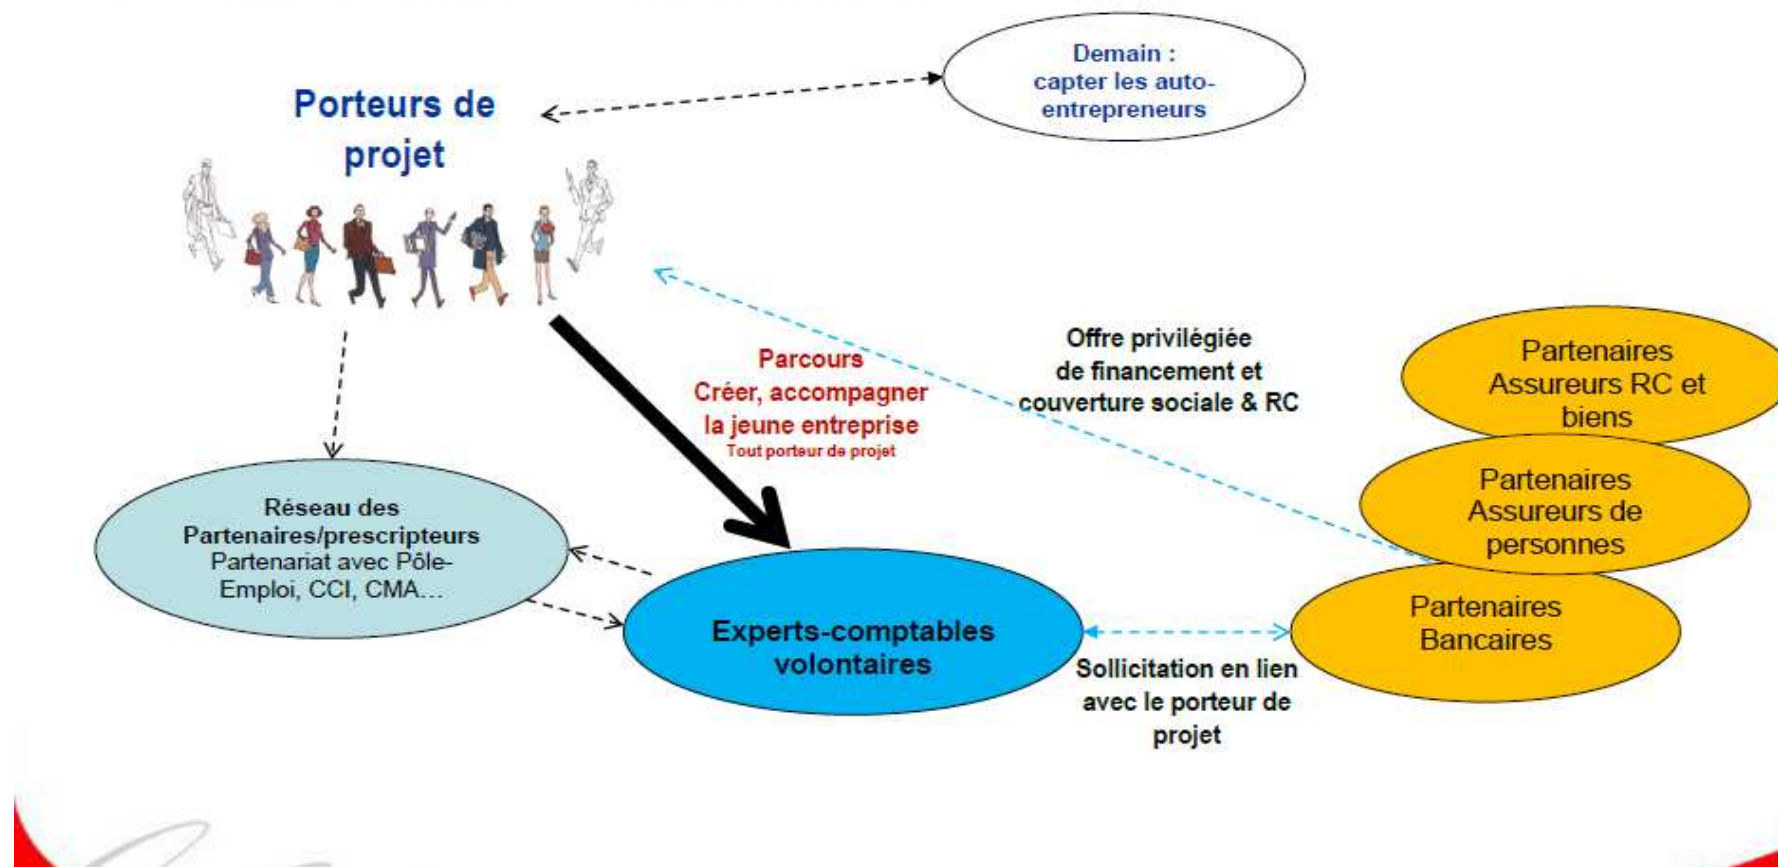 Demain :
capter les auto-
entrepreneurs
Porteurs de
projet
Parcours
Créer, accompagner
la jeune entreprise
Tout porteur de projet
Offre privilégiée
de financement et
couverture sociale & RC
Partenaires
Assureurs RC et
biens
Partenaires
Assureurs de
personnes
Partenaires
Bancaires
Réseau des
Partenaires/prescripteurs
Partenariat avec Pôle-
Emploi, CCI, CMA…
Experts-comptables
volontaires
Sollicitation en lien
avec le porteur de
projet